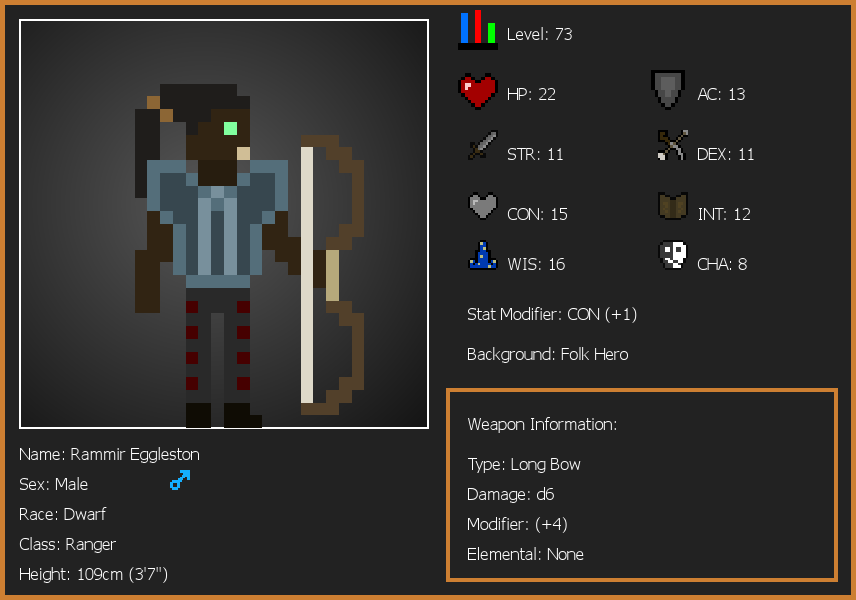 Level: 73
HP: 22
AC: 13
STR: 11
DEX: 11
CON: 15
INT: 12
WIS: 16
CHA: 8
Stat Modifier: CON (+1)
Background: Folk Hero
Weapon Information:
Type: Long Bow
Damage: d6
Modifier: (+4)
Elemental: None
Name: Rammir Eggleston
Sex: Male
Race: Dwarf
Class: Ranger
Height: 109cm (3'7")